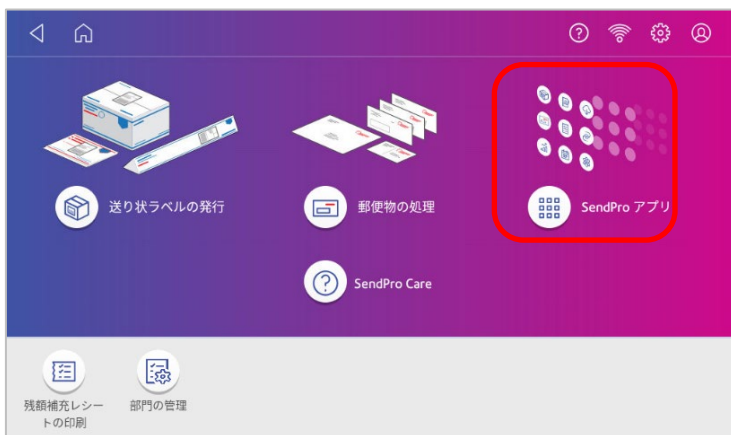 送り状ラベルの発行
郵便物の処理
SendPro アプリ
SendPro Care
残額補充レシー
トの印刷
部門の管理